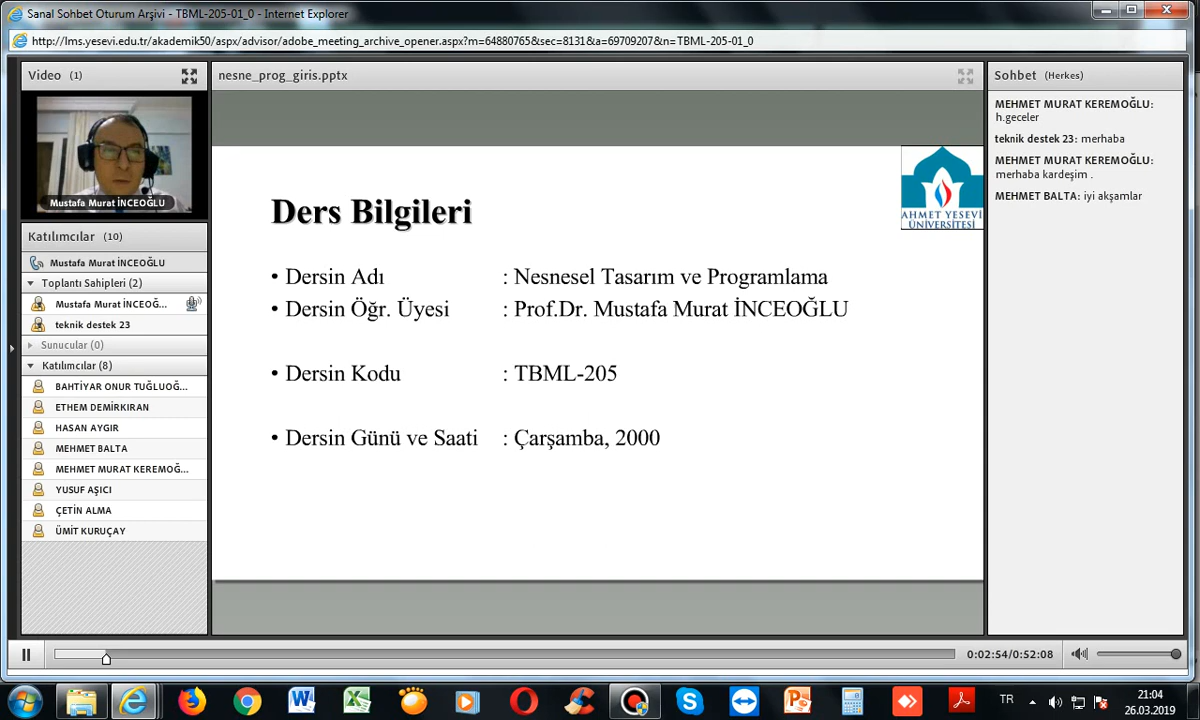 Sanal Sohbet Oturum Arşivi - TBML-205-01_0 - Internet Explorer
http://lms.yesevi.edu.tr/akademik50/aspx/advisor/adobe_meeting_archive_opener.aspx?m=64880765&sec=8131&a=69709207&n=TBML-205-01_0
Video (1)
Mustafa Murat İNCEOĞLU
Katılımcılar (10)
Mustafa Murat İNCEOĞLU
Toplantı Sahipleri (2)
Mustafa Murat İNCEOĞ...
teknik destek 23
Sunucular (0)
Katılımcılar (8)
BAHTİYAR ONUR TUĞLUOĞ...
ETHEM DEMİRKIRAN
HASAN AYGIR
MEHMET BALTA
MEHMET MURAT KEREMOĞ...
YUSUF AŞICI
ÇETİN ALMA
ÜMİT KURUÇAY
nesne_prog_giris.pptx
AHMET YESEVİ
ÜNİVERSİTESİ
Ders Bilgileri
• Dersin Adı : Nesnesel Tasarım ve Programlama
• Dersin Öğr. Üyesi : Prof.Dr. Mustafa Murat İNCEOĞLU
• Dersin Kodu : TBML-205
• Dersin Günü ve Saati : Çarşamba, 2000
Sohbet (Herkes)
MEHMET MURAT KEREMOĞLU:
h.geceler
teknik destek 23: merhaba
MEHMET MURAT KEREMOĞLU:
merhaba kardeşim .
MEHMET BALTA: iyi akşamlar
0:02:54/0:52:08
TR
21:04
26.03.2019